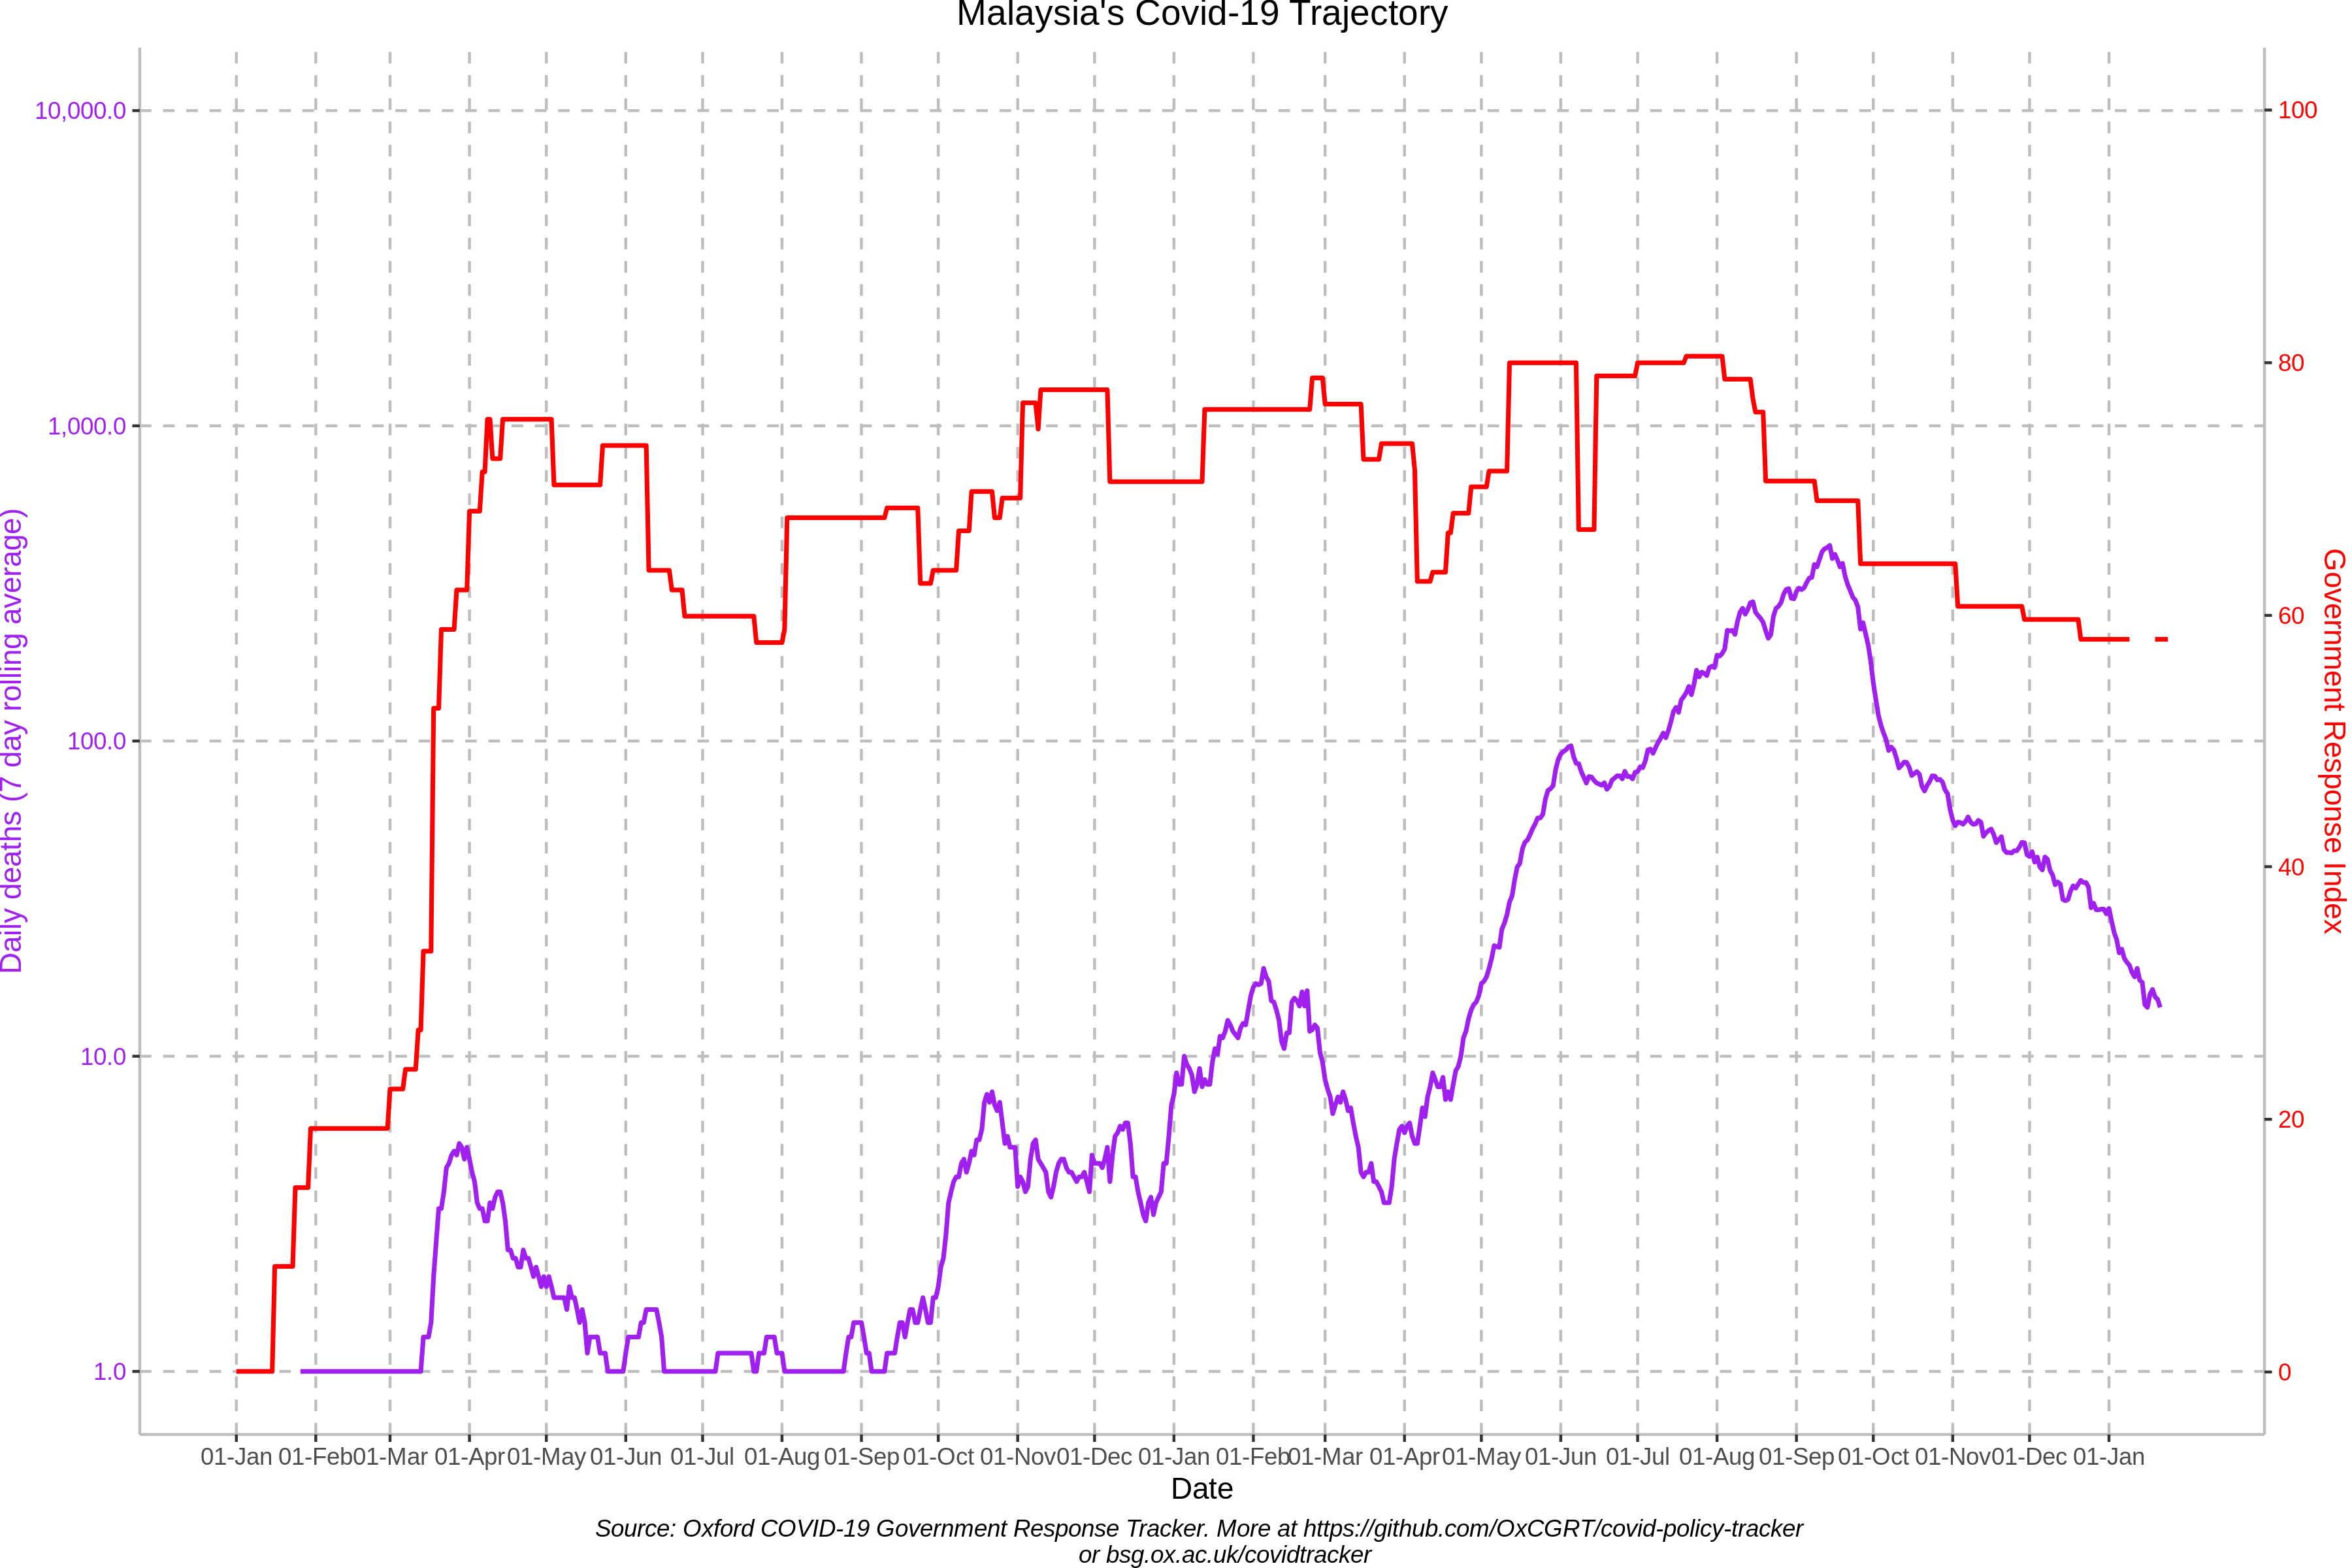 Malaysia's Covid-19 Trajectory
10,000.0
1,000.0
100.0
10.0
1.0
Daily deaths (7 day rolling average)
100
80
60
40
20
0
Government Response Index
01-Jan 01-Feb 01-Mar 01-Apr 01-May 01-Jun 01-Jul 01-Aug 01-Sep 01-Oct 01-Nov 01-Dec 01-Jan 01-Feb 01-Mar 01-Apr 01-May 01-Jun 01-Jul 01-Aug 01-Sep 01-Oct 01-Nov 01-Dec 01-Jan
Date
Source: Oxford COVID-19 Government Response Tracker. More at https://github.com/OxCGRT/covid-policy-tracker
or bsg.ox.ac.uk/covidtracker